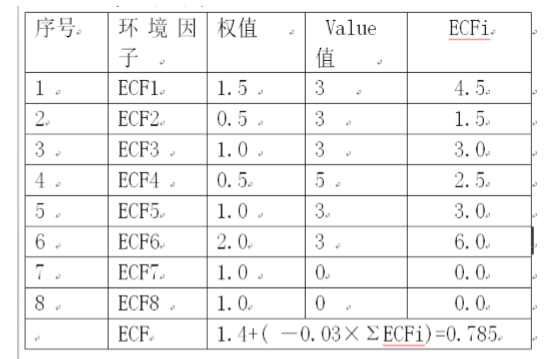 序号 环境因子 权值 Value值 ECFi
1 ECF1 1.5 3 4.5
2 ECF2 0.5 3 1.5
3 ECF3 1.0 3 3.0
4 ECF4 0.5 5 2.5
5 ECF5 1.0 3 3.0
6 ECF6 2.0 3 6.0
7 ECF7 1.0 0 0.0
8 ECF8 1.0 0 0.0
ECF 1.4+( －0.03×ΣECFi)=0.785